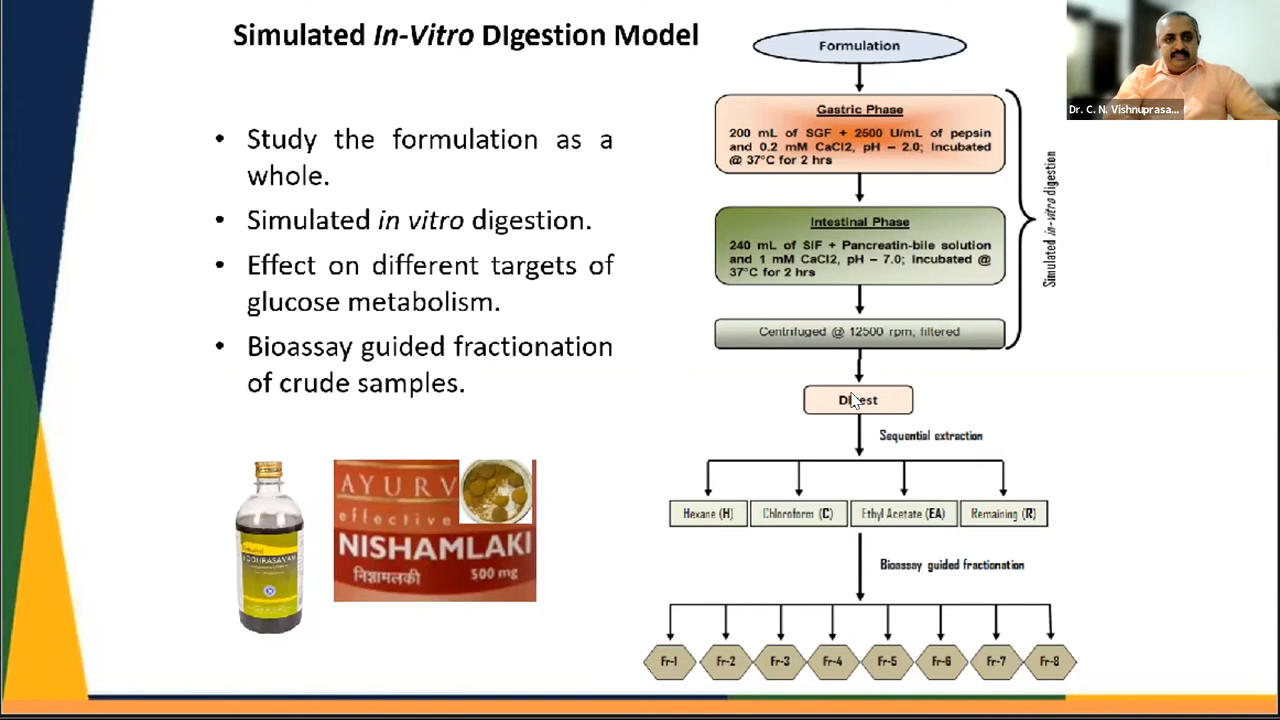 Simulated In-Vitro DIgestion Model
• Study the formulation as a
whole.
• Simulated in vitro digestion.
• Effect on different targets of
glucose metabolism.
• Bioassay guided fractionation
of crude samples.
AYURV
effective
NISHAMLAKI
निशामलकी 500 mg
Formulation
Gastric Phase
200 mL of SGF + 2500 U/mL of pepsin
and 0.2 mM CaCl2, pH – 2.0; Incubated
@ 37°C for 2 hrs
Intestinal Phase
240 mL of SIF + Pancreatin-bile solution
and 1 mM CaCl2, pH – 7.0; Incubated @
37°C for 2 hrs
Centrifuged @ 12500 rpm; filtered
Simulated in-vitro digestion
Digest
Sequential extraction
Hexane (H) Chloroform (C) Ethyl Acetate (EA) Remaining (R)
Bioassay guided fractionation
Fr-1 Fr-2 Fr-3 Fr-4 Fr-5 Fr-6 Fr-7 Fr-8
Dr. C. N. Vishnuprasa...